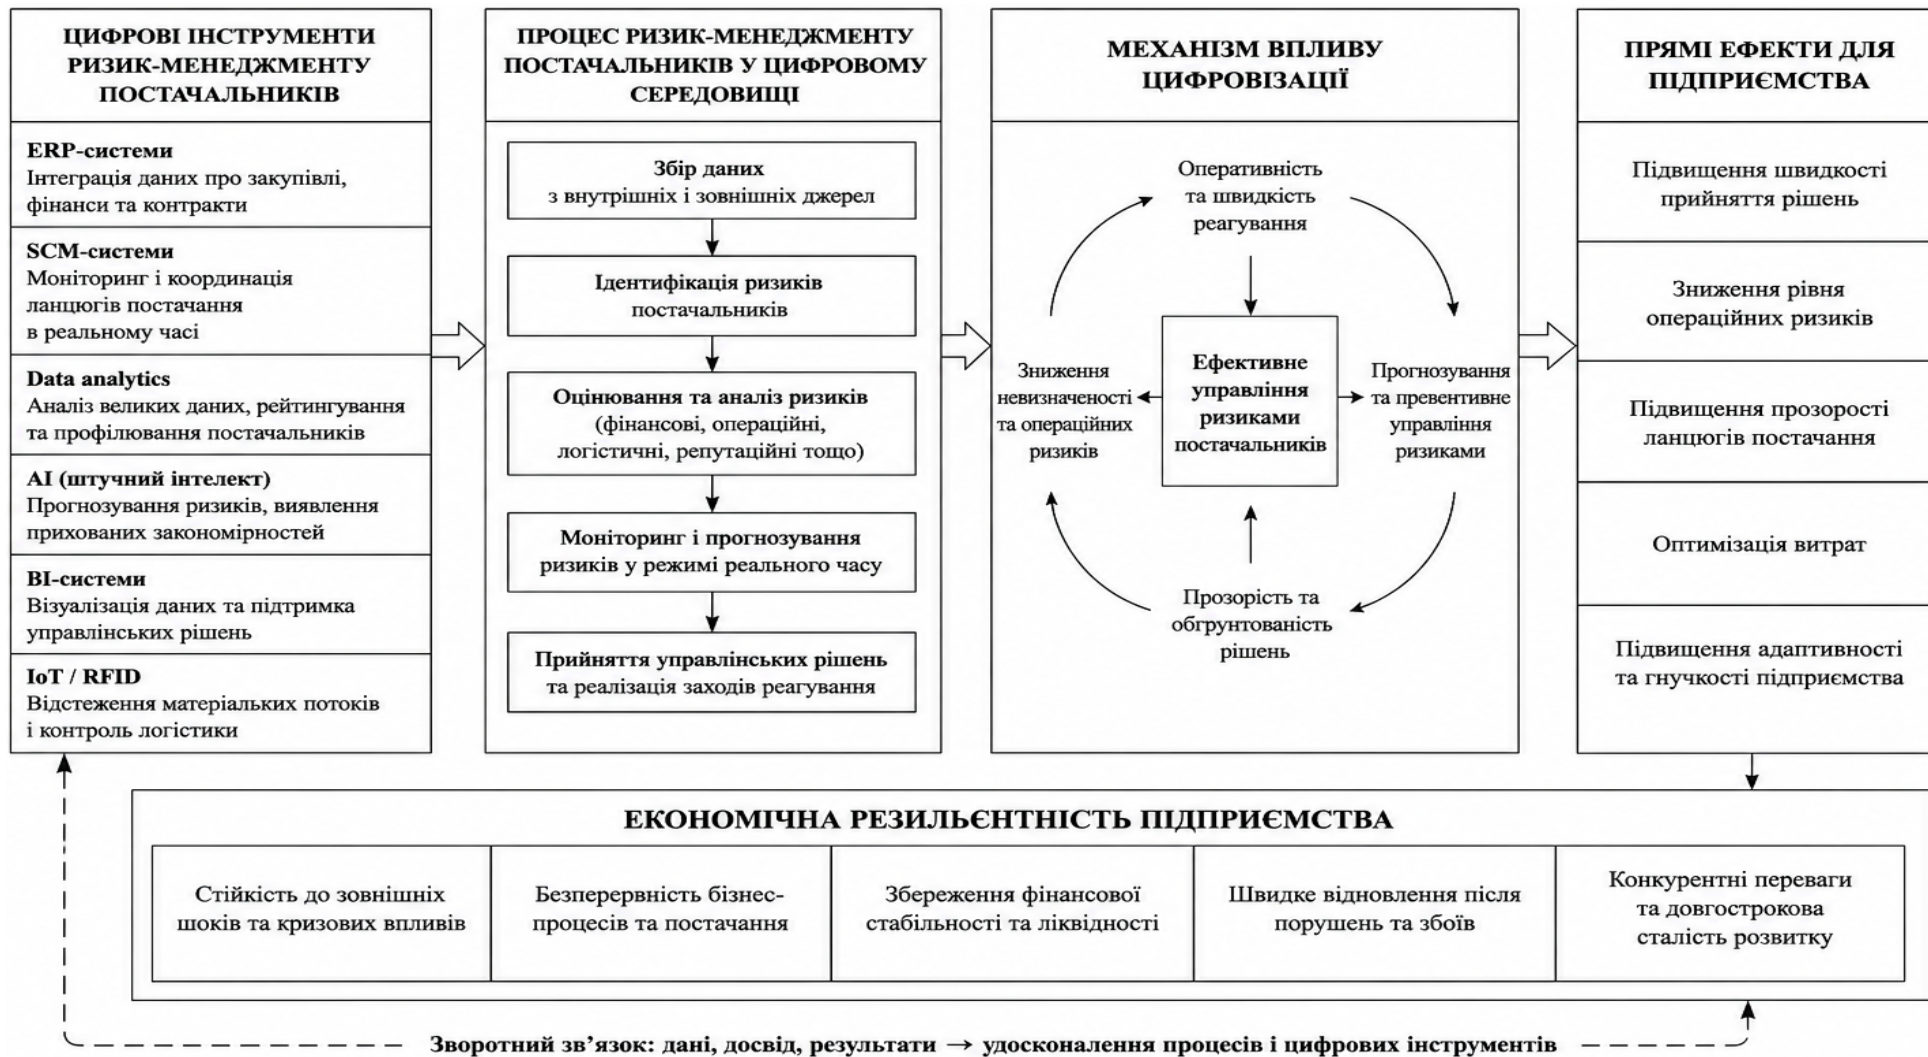 ЦИФРОВІ ІНСТРУМЕНТИ
РИЗИК-МЕНЕДЖМЕНТУ
ПОСТАЧАЛЬНИКІВ
ERP-системи
Інтеграція даних про закупівлі,
фінанси та контракти
SCM-системи
Моніторинг і координація
ланцюгів постачання
в реальному часі
Data analytics
Аналіз великих даних, рейтингування
та профілювання постачальників
AI (штучний інтелект)
Прогнозування ризиків, виявлення
прихованих закономірностей
BI-системи
Візуалізація даних та підтримка
управлінських рішень
IoT / RFID
Відстеження матеріальких потоків
і контроль логістики
ПРОЦЕС РИЗИК-МЕНЕДЖМЕНТУ
ПОСТАЧАЛЬНИКІВ У ЦИФРОВОМУ
СЕРЕДОВИЩІ
Збір даних
з внутрішніх і зовнішніх джерел
Ідентифікація ризиків
постачальників
Оцінювання та аналіз ризиків
(фінансові, операційні,
логістичні, репутаційні тощо)
Моніторинг і прогнозування
ризиків у режимі реального часу
Прийняття управлінських рішень
та реалізація заходів реагування
МЕХАНІЗМ ВПЛИВУ
ЦИФРОВІЗАЦІЇ
Оперативність
та швидкість
реагування
Зниження
невизначеності
та операційних
ризиків
Ефективне
управління
ризиками
постачальників
Прогнозування
та превентивне
управління
ризиками
Прозорість та
обгрунтованість
рішень
ПРЯМІ ЕФЕКТИ ДЛЯ
ПІДПРИЄМСТВА
Підвищення швидкості
прийняття рішень
Зниження рівня
операційних ризиків
Підвищення прозорості
ланцюгів постачання
Оптимізація витрат
Підвищення адаптивності
та гнучкості підприємства
ЕКОНОМІЧНА РЕЗИЛЬЄНТНІСТЬ ПІДПРИЄМСТВА
Стійкість до зовнішніх
шоків та кризових впливів
Безперервність бізнес-
процесів та постачання
Збереження фінансової
стабільності та ліквідності
Швидке відновлення після
порушень та збоїв
Конкурентні переваги
та довгострокова
сталість розвитку
Зворотний зв’язок: дані, досвід, результати → удосконалення процесів і цифрових інструментів